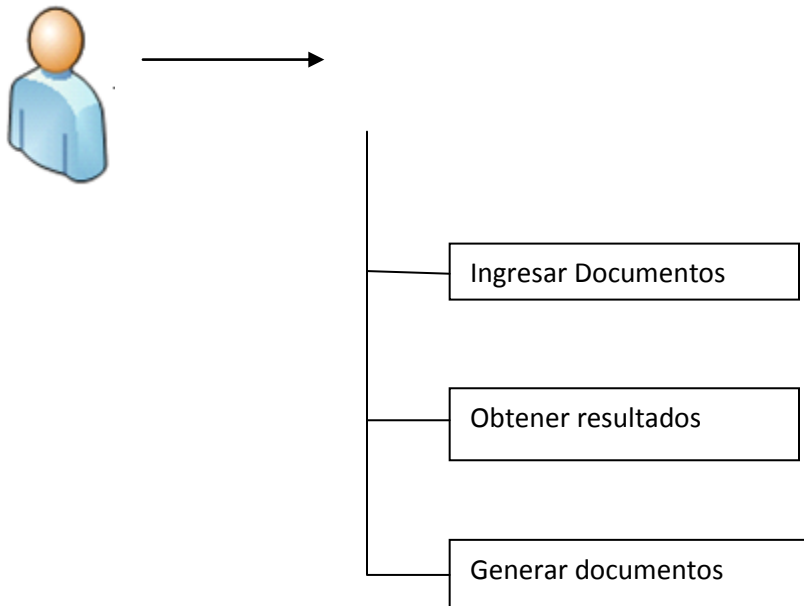 Ingresar Documentos
Obtener resultados
Generar documentos